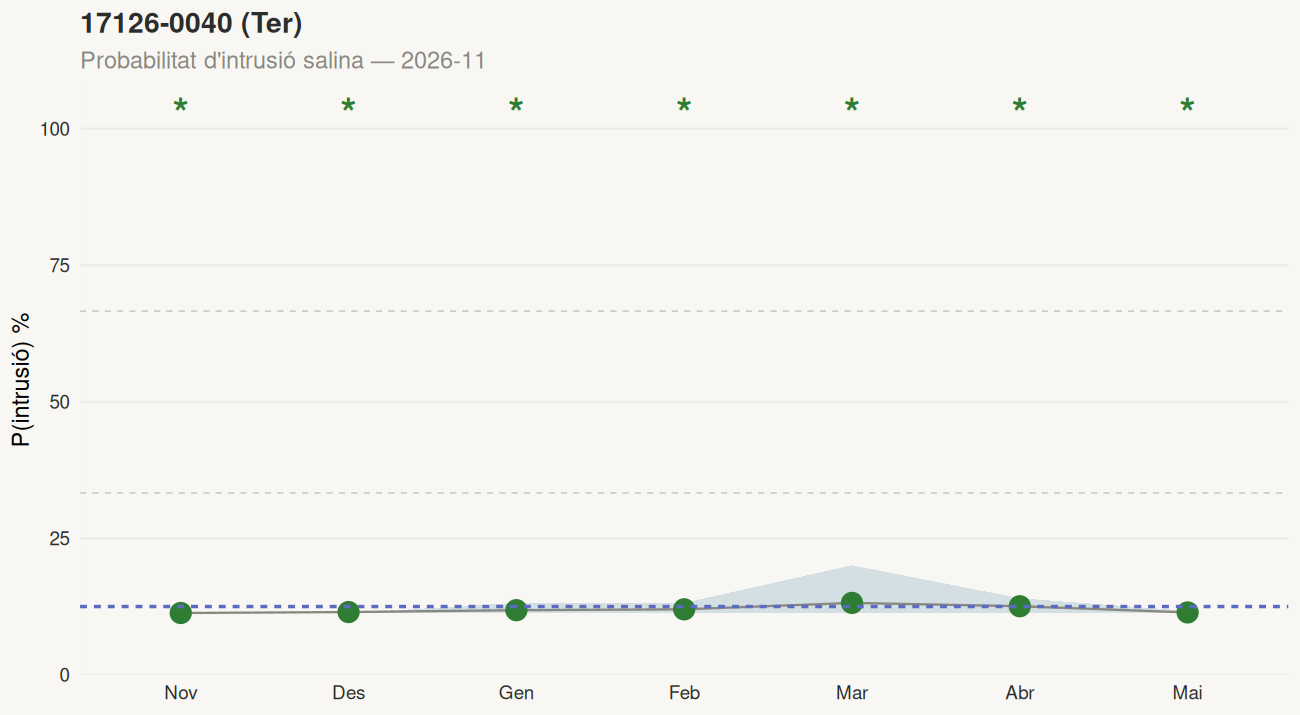 17126-0040 (Ter)
Probabilitat d'intrusió salina — 2026-11
* * * * * * *
100
75
50
25
0
P(intrusió) %
Nov Des Gen Feb Mar Abr Mai